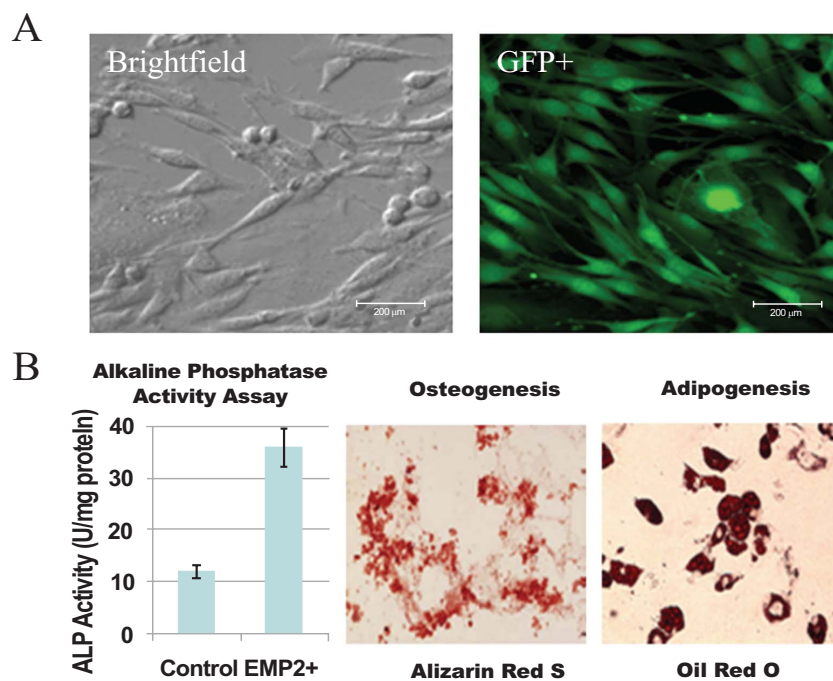 A
Brightfield
GFP+
200 µm
200 µm
B
Alkaline Phosphatase
Activity Assay
ALP Activity (U/mg protein)
40
30
20
10
0
Control EMP2+
Osteogenesis
Alizarin Red S
Adipogenesis
Oil Red O